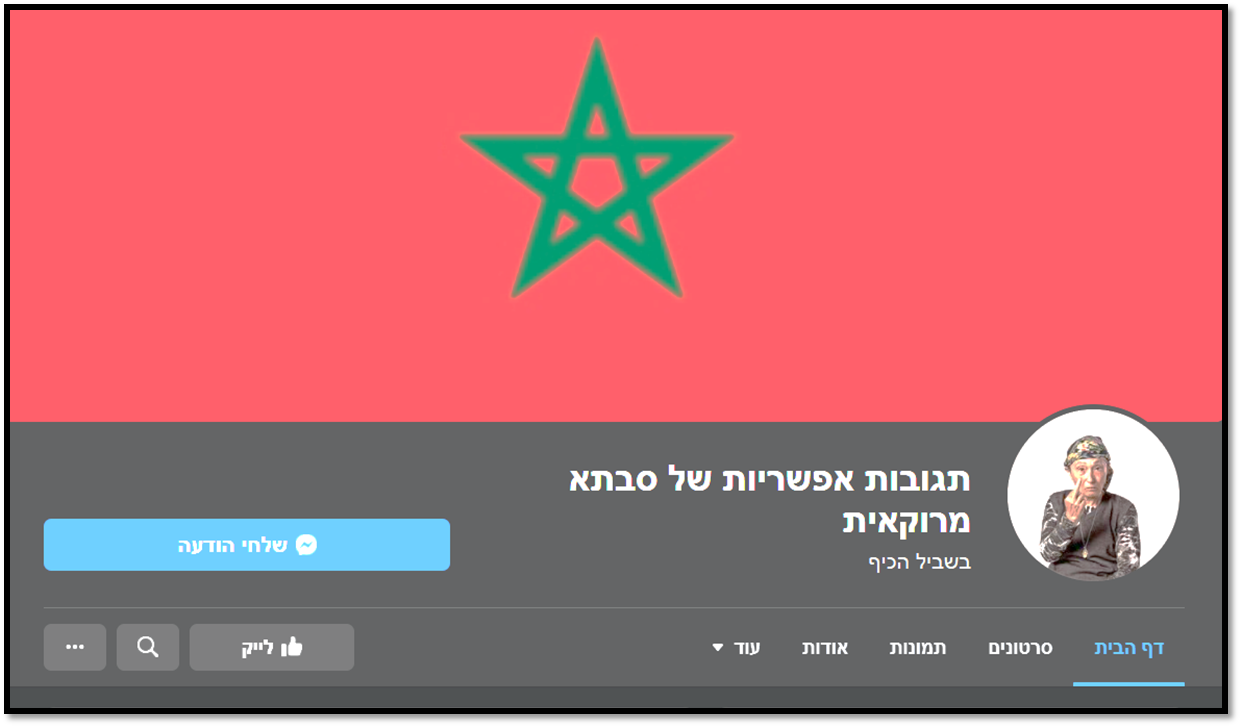 תגובות אפשריות של סבתא
מרוקאית
בשביל הכיף
שלחי הודעה
דף הבית
סרטונים
תמונות
אודות
עוד
לייק